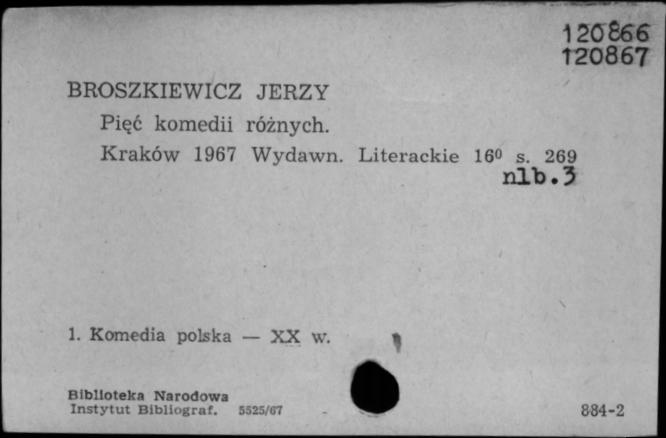 120866
120867
BROSZKIEWICZ JERZY
Pięć komedii różnych.
Kraków 1967 Wydawn. Literackie 16⁰ s. 269
nlb.3
1. Komedia polska — XX w.
Biblioteka Narodowa
Instytut Bibliograf. 5525/67
884-2